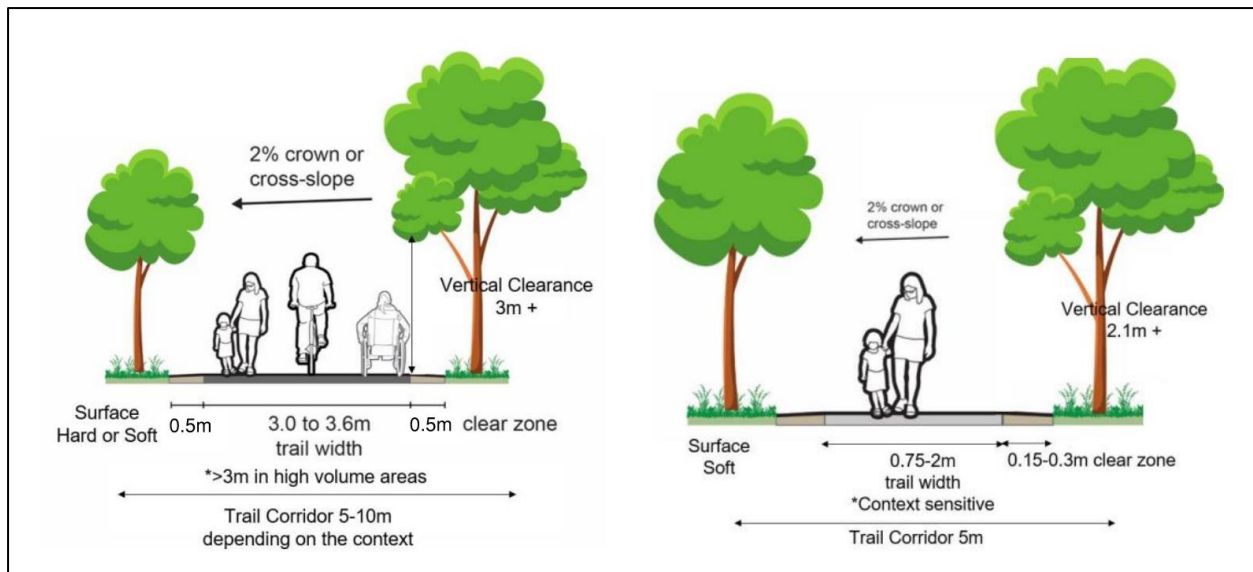 2% crown or
cross-slope
Vertical Clearance
3m +
Surface
Hard or Soft
0.5m
3.0 to 3.6m
trail width
0.5m
clear zone
*>3m in high volume areas
Trail Corridor 5-10m
depending on the context
2% crown or
cross-slope
Vertical Clearance
2.1m +
Surface
Soft
0.75-2m
trail width
*Context sensitive
0.15-0.3m clear zone
Trail Corridor 5m